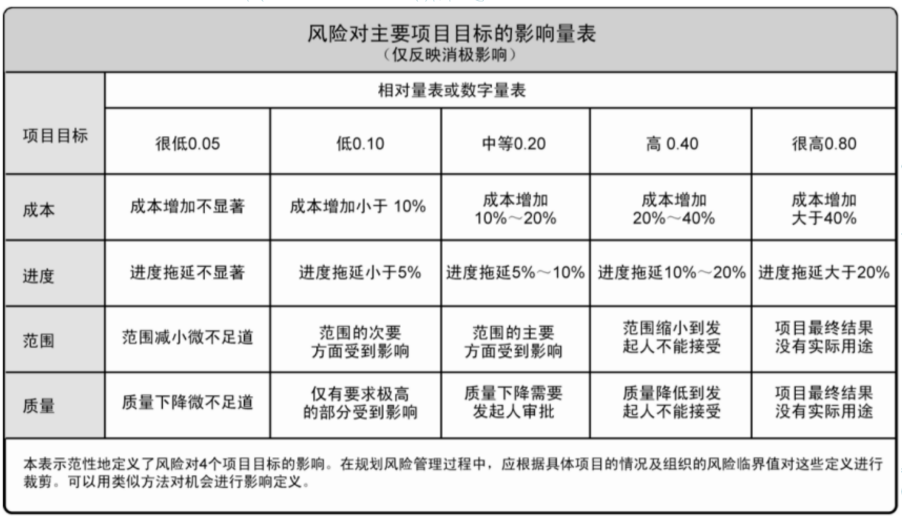 风险对主要项目目标的影响量表
（仅反映消极影响）
项目目标
相对量表或数字量表
很低0.05
低0.10
中等0.20
高 0.40
很高0.80
成本
成本增加不显著
成本增加小于 10%
成本增加
10%～20%
成本增加
20%～40%
成本增加
大于40%
进度
进度拖延不显著
进度拖延小于5%
进度拖延5%～10%
进度拖延10%～20%
进度拖延大于20%
范围
范围减小微不足道
范围的次要
方面受到影响
范围的主要
方面受到影响
范围缩小到发
起人不能接受
项目最终结果
没有实际用途
质量
质量下降微不足道
仅有要求极高
的部分受到影响
质量下降需要
发起人审批
质量降低到发
起人不能接受
项目最终结果
没有实际用途
本表示范性地定义了风险对4个项目目标的影响。在规划风险管理过程中，应根据具体项目的情况及组织的风险临界值对这些定义进行
裁剪。可以用类似方法对机会进行影响定义。